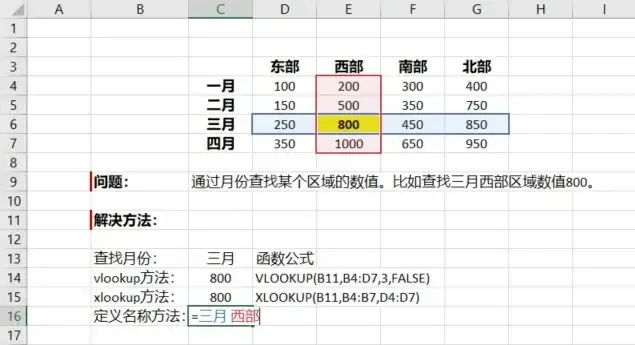 A B C D E F G H I
1
2
3 东部 西部 南部 北部
4 一月 100 200 300 400
5 二月 150 500 350 750
6 三月 250 800 450 850
7 四月 350 1000 650 950
8
9 问题： 通过月份查找某个区域的数值。比如查找三月西部区域数值800。
10
11 解决方法：
12
13 查找月份： 三月 函数公式
14 vlookup方法： 800 VLOOKUP(B11,B4:D7,3,FALSE)
15 xlookup方法： 800 XLOOKUP(B11,B4:B7,D4:D7)
16 定义名称方法： =三月 西部
17